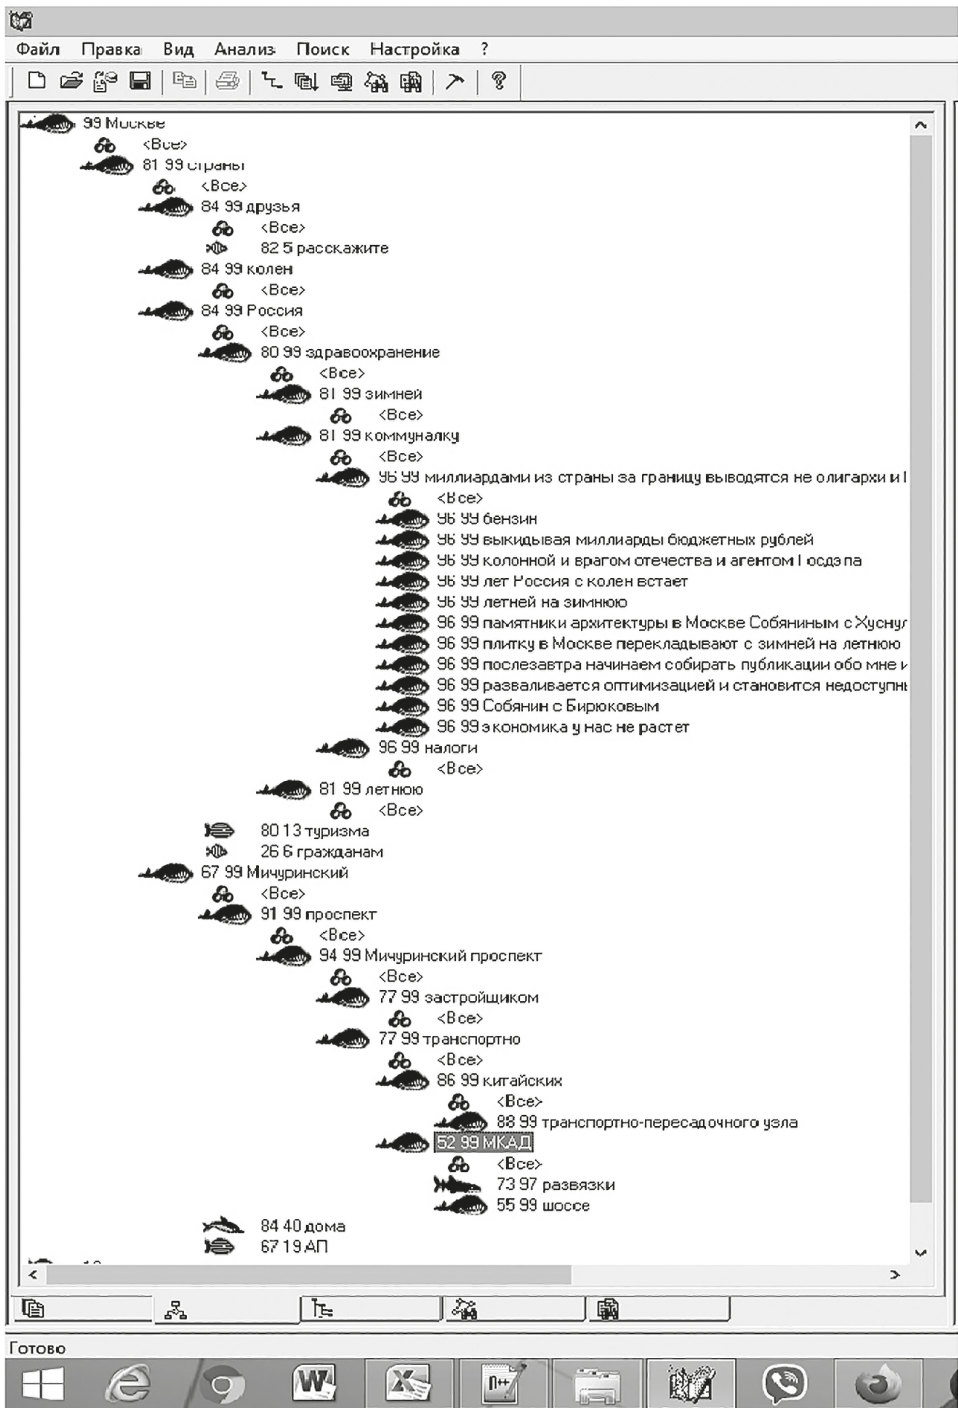 Файл Правка Вид Анализ Поиск Настройка ?
99 Москве
<Все>
81 99 страны
<Все>
84 99 друзья
<Все>
82 5 расскажите
84 99 колен
<Все>
84 99 Россия
<Все>
80 99 здравоохранение
<Все>
81 99 зимней
<Все>
81 99 коммуналку
<Все>
96 99 миллиардами из страны за границу выводятся не олигархи и
<Все>
96 99 бензин
96 99 выкидывая миллиарды бюджетных рублей
96 99 колонной и врагом отечества и агентом Госдэпа
96 99 лет Россия с колен встает
96 99 летней на зимнюю
96 99 памятники архитектуры в Москве Собяниным с Хуснул
96 99 плитку в Москве перекладывают с зимней на летнюю
96 99 послезавтра начинаем собирать публикации обо мне и
96 99 разваливается оптимизацией и становится недоступнь
96 99 Собянин с Бирюковым
96 99 экономика у нас не растет
96 99 налоги
<Все>
81 99 летнюю
<Все>
80 13 туризма
26 6 гражданам
67 99 Мичуринский
<Все>
91 99 проспект
<Все>
94 99 Мичуринский проспект
<Все>
77 99 застройщиком
<Все>
77 99 транспортно
<Все>
86 99 китайских
<Все>
88 99 транспортно-пересадочного узла
52 99 МКАД
<Все>
73 97 развязки
55 99 шоссе
84 40 дома
67 19 АП
Готово